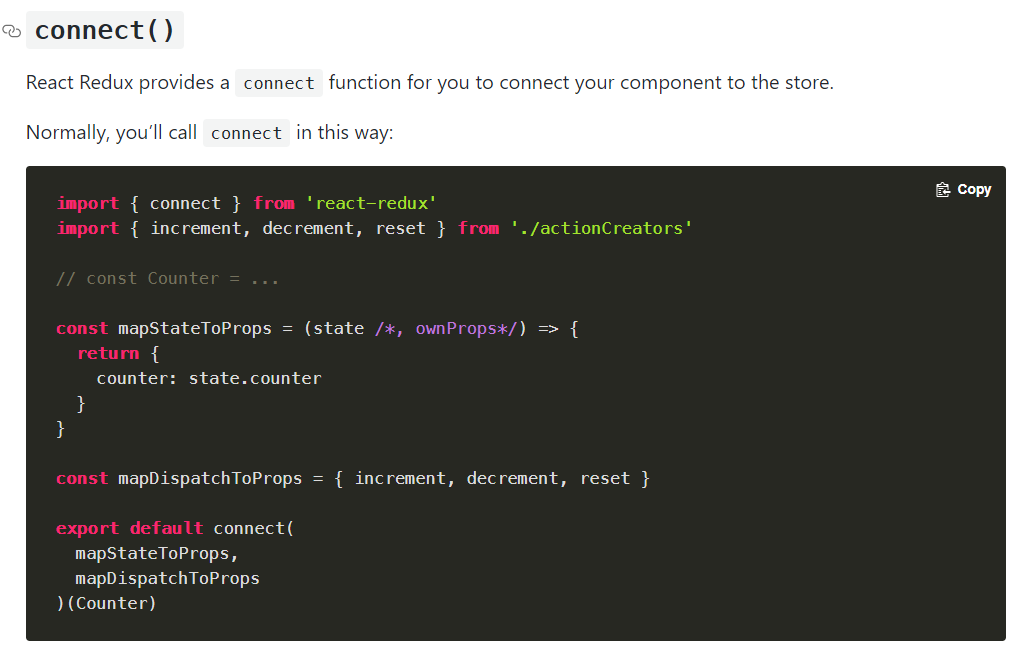 connect()
React Redux provides a connect function for you to connect your component to the store.
Normally, you’ll call connect in this way:
Copy
import { connect } from 'react-redux'
import { increment, decrement, reset } from './actionCreators'
// const Counter = ...
const mapStateToProps = (state /*, ownProps*/) => {
  return {
    counter: state.counter
  }
}
const mapDispatchToProps = { increment, decrement, reset }
export default connect(
  mapStateToProps,
  mapDispatchToProps
)(Counter)